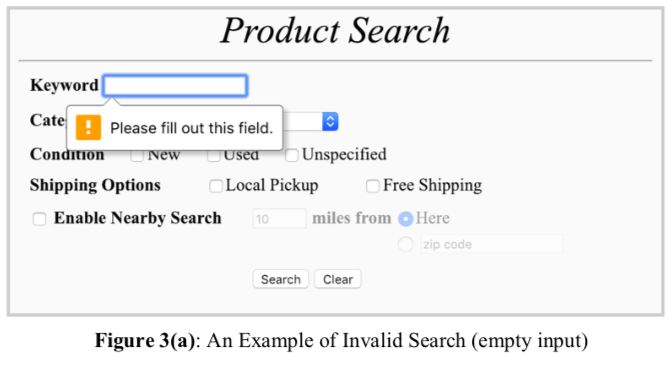 Product Search
Keyword
Please fill out this field.
Cate
Condition New Used Unspecified
Shipping Options Local Pickup Free Shipping
Enable Nearby Search 10 miles from Here
zip code
Search Clear
Figure 3(a): An Example of Invalid Search (empty input)